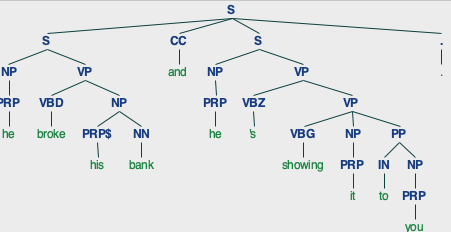 S
S CC S .
NP VP and NP VP .
PRP VBD NP PRP VBZ VP
he broke PRP$ NN he 's VBG NP PP
his bank showing PRP IN NP
it to PRP
you